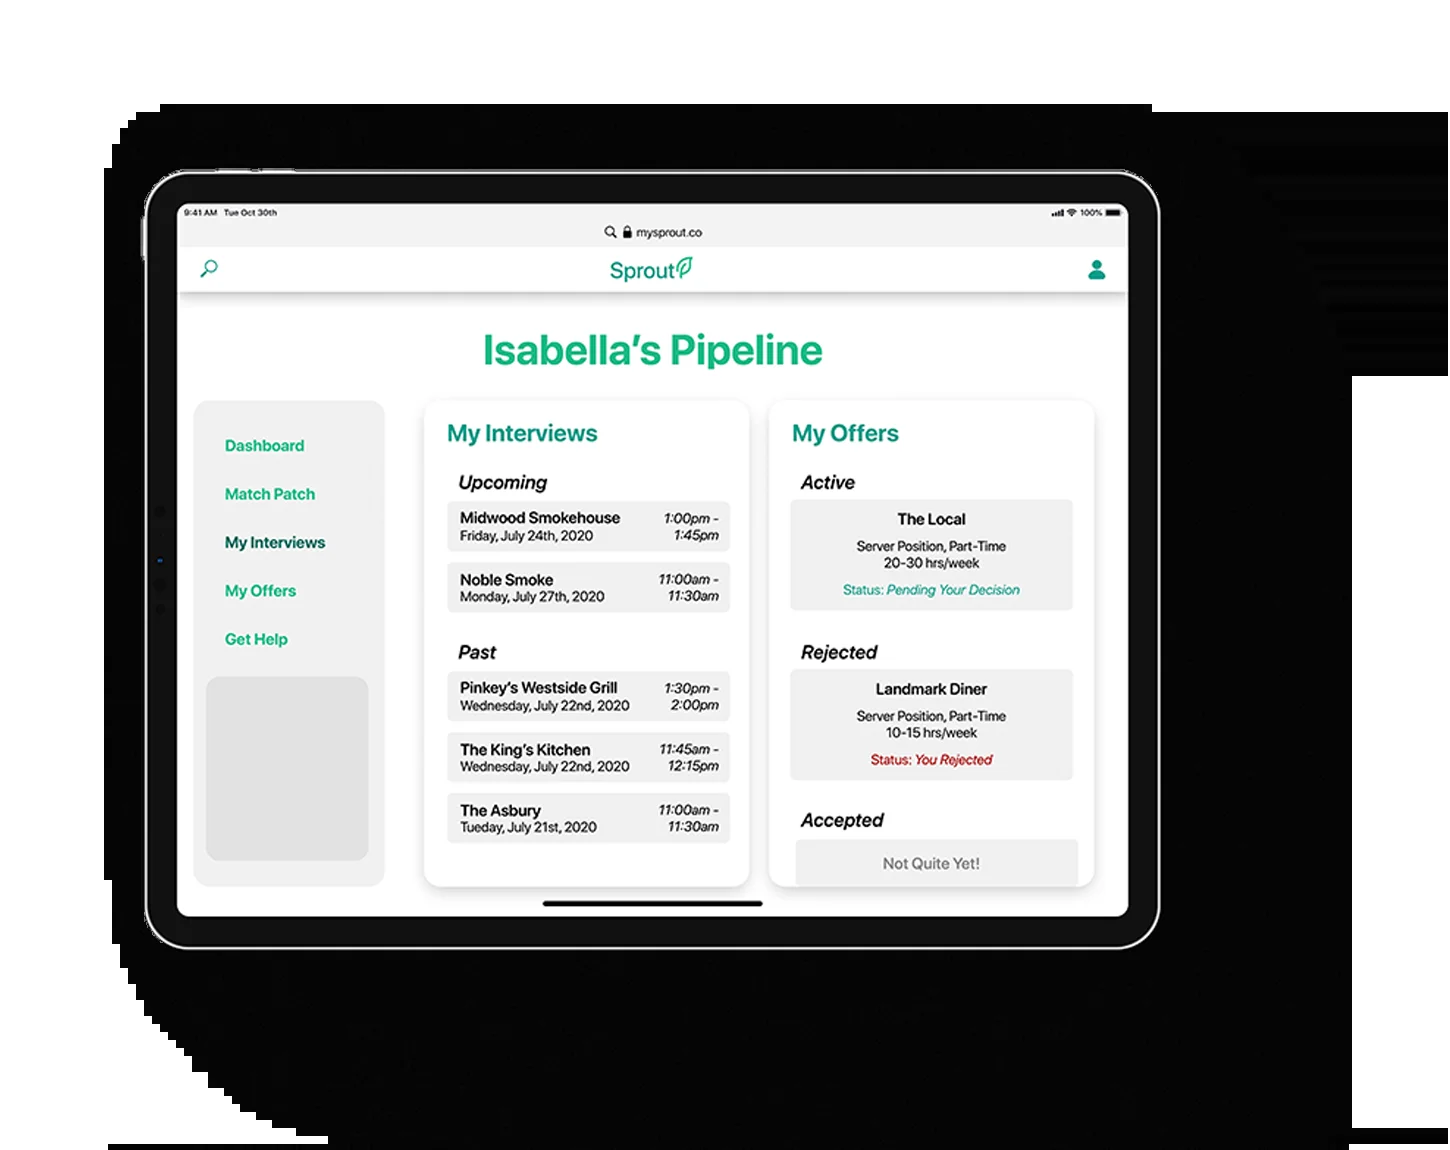 9:41 AM Tue Oct 30th
100%
mysprout.co
Sprout
Isabella's Pipeline
Dashboard
Match Patch
My Interviews
My Offers
Get Help
My Interviews
Upcoming
Midwood Smokehouse
Friday, July 24th, 2020
1:00pm -
1:45pm
Noble Smoke
Monday, July 27th, 2020
11:00am -
11:30am
Past
Pinkey's Westside Grill
Wednesday, July 22nd, 2020
1:30pm -
2:00pm
The King's Kitchen
Wednesday, July 22nd, 2020
11:45am -
12:15pm
The Asbury
Tueday, July 21st, 2020
11:00am -
11:30am
My Offers
Active
The Local
Server Position, Part-Time
20-30 hrs/week
Status: Pending Your Decision
Rejected
Landmark Diner
Server Position, Part-Time
10-15 hrs/week
Status: You Rejected
Accepted
Not Quite Yet!